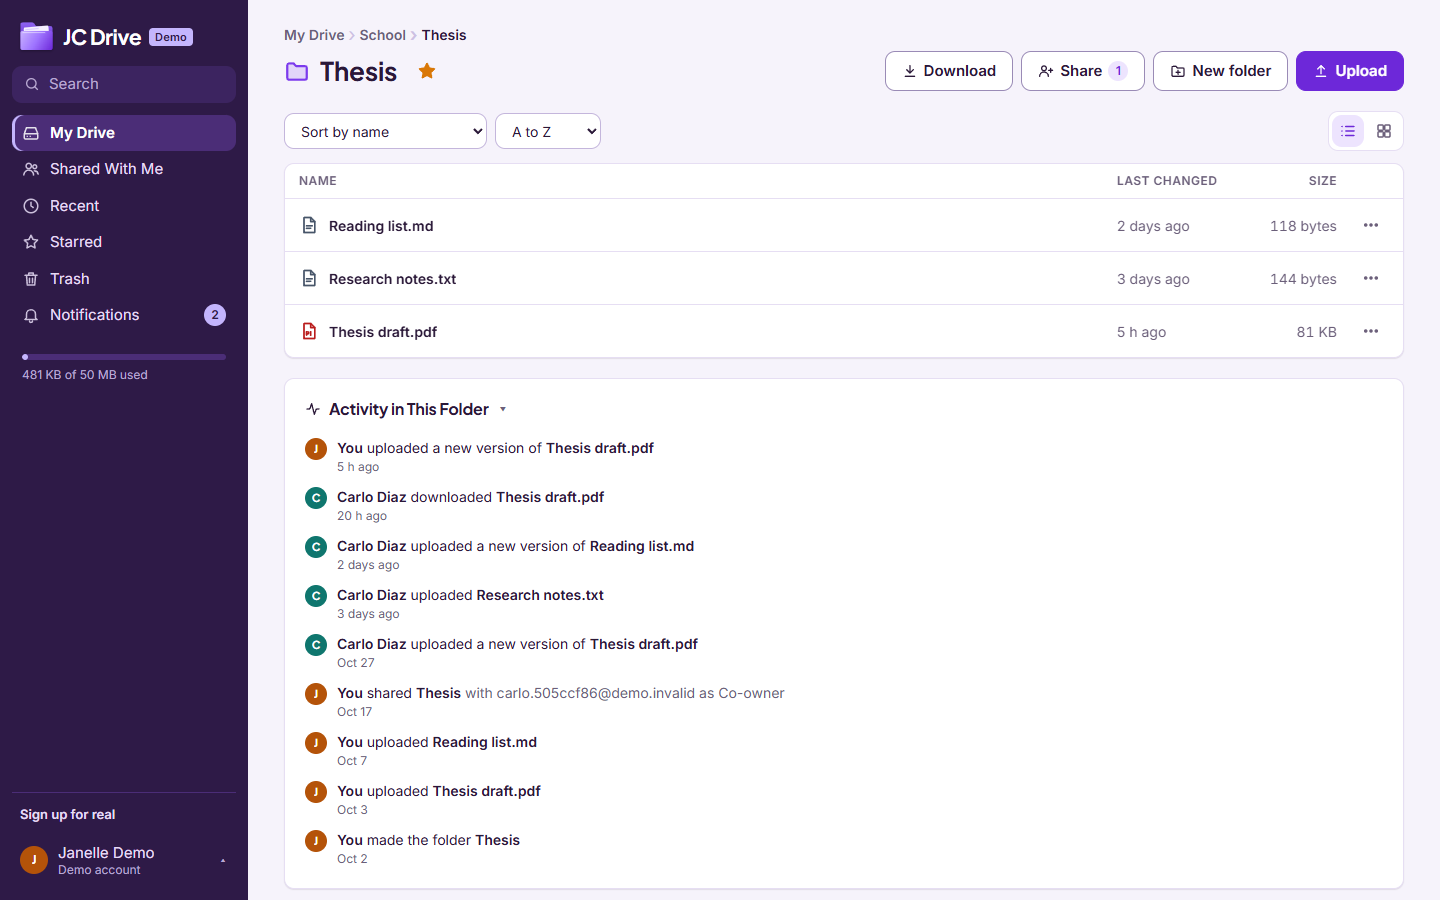 JC Drive Demo
Search
My Drive
Shared With Me
Recent
Starred
Trash
Notifications 2
481 KB of 50 MB used
Sign up for real
J Janelle Demo
Demo account
My Drive School Thesis
Thesis
Download Share 1 New folder Upload
Sort by name A to Z
NAME LAST CHANGED SIZE
Reading list.md 2 days ago 118 bytes
Research notes.txt 3 days ago 144 bytes
Thesis draft.pdf 5 h ago 81 KB
Activity in This Folder
J You uploaded a new version of Thesis draft.pdf
5 h ago
C Carlo Diaz downloaded Thesis draft.pdf
20 h ago
C Carlo Diaz uploaded a new version of Reading list.md
2 days ago
C Carlo Diaz uploaded Research notes.txt
3 days ago
C Carlo Diaz uploaded a new version of Thesis draft.pdf
Oct 27
J You shared Thesis with carlo.505ccf86@demo.invalid as Co-owner
Oct 17
J You uploaded Reading list.md
Oct 7
J You uploaded Thesis draft.pdf
Oct 3
J You made the folder Thesis
Oct 2